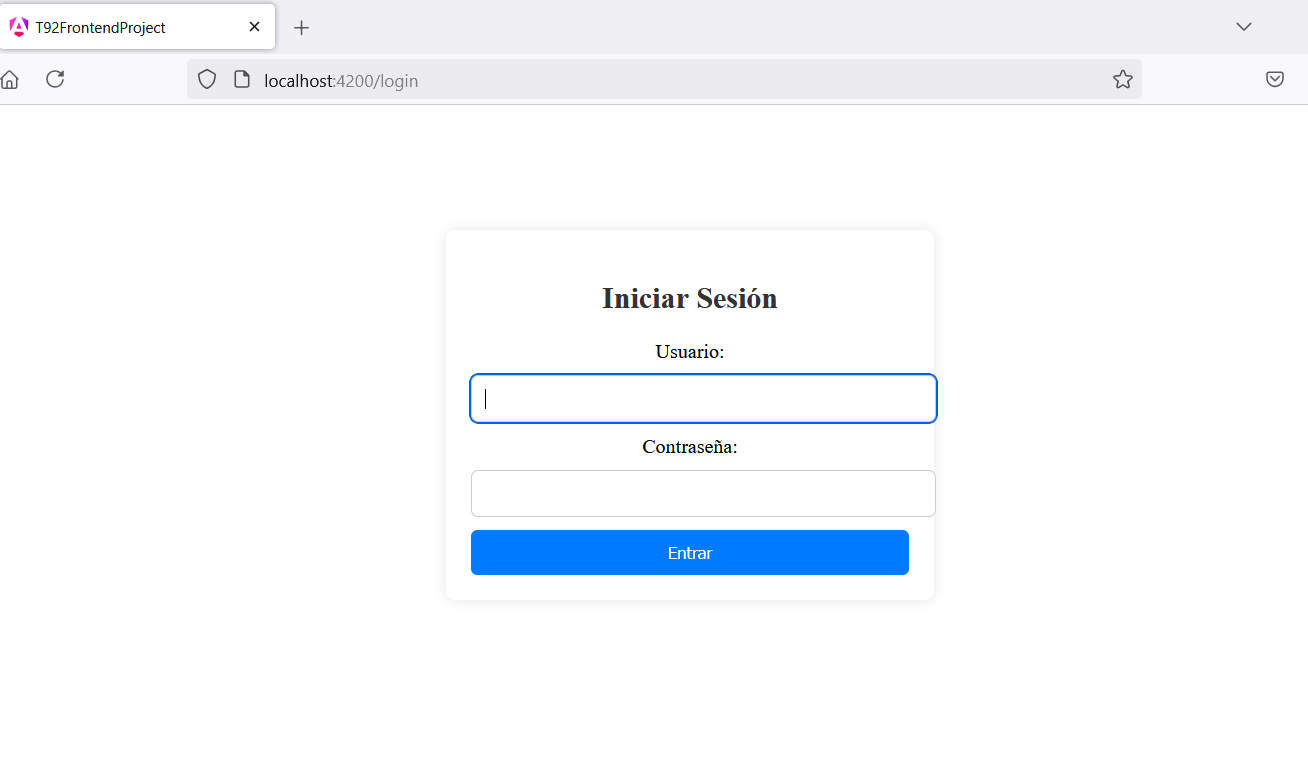 T92FrontendProject
localhost:4200/login
Iniciar Sesión
Usuario:
Contraseña:
Entrar